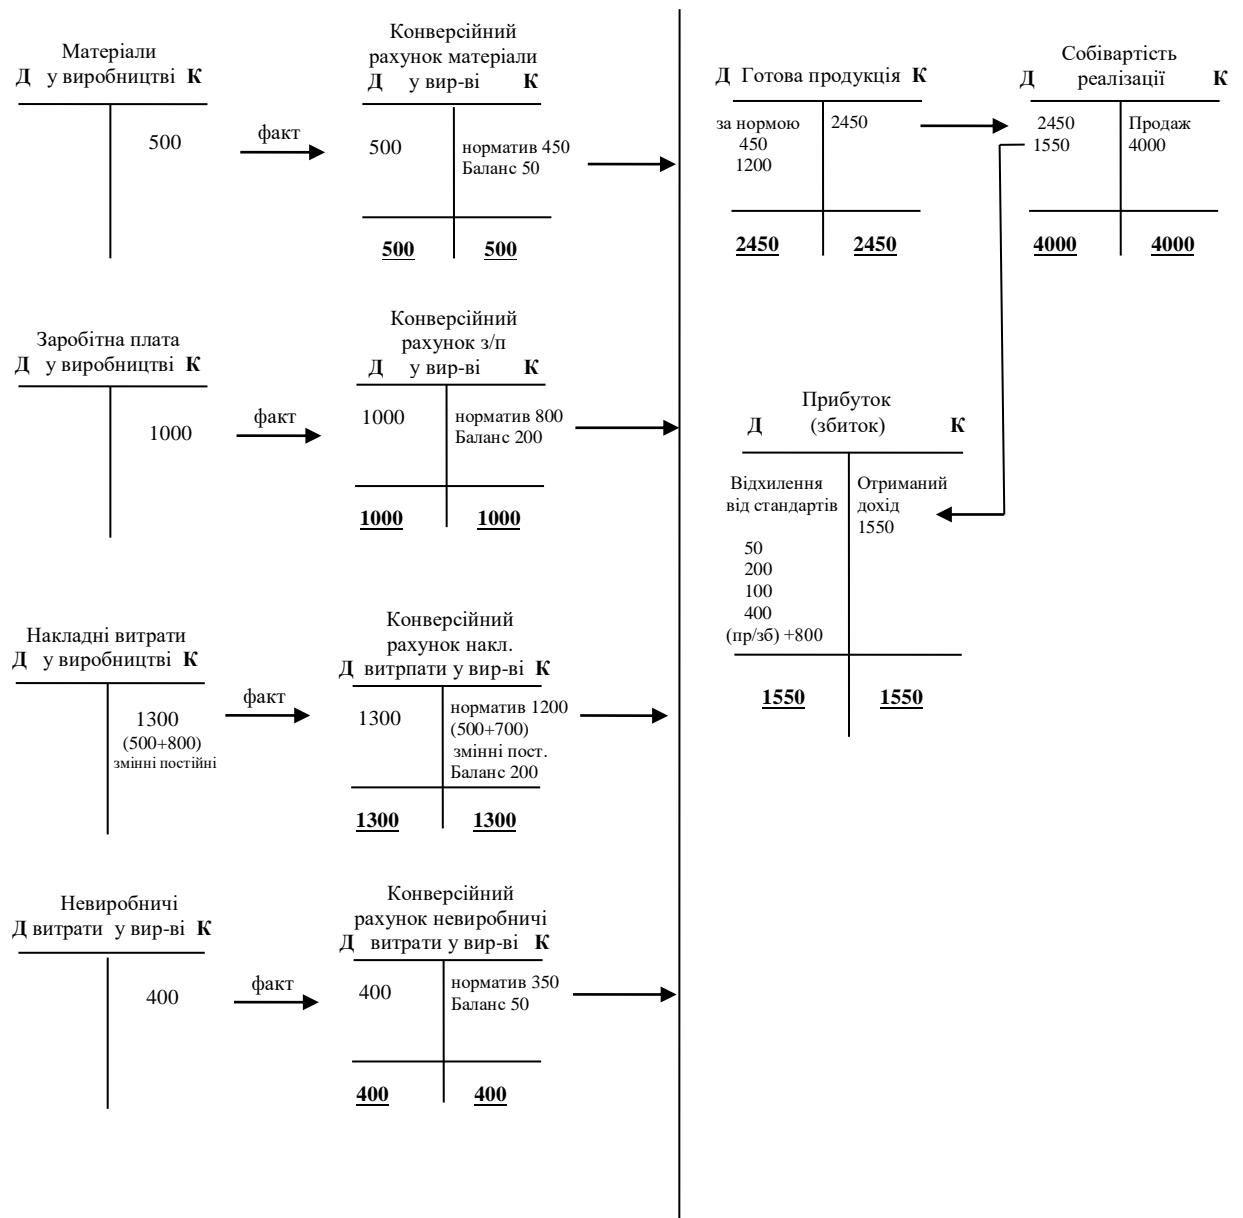 Матеріали
Д у виробництві К
500
факт
Конверсійний
рахунок матеріали
Д у вир-ві К
500
норматив 450
Баланс 50
500 500
Д Готова продукція К
за нормою
450
1200
2450
2450 2450
Собівартість
Д реалізації К
2450
1550
Продаж
4000
4000 4000
Заробітна плата
Д у виробництві К
1000
факт
Конверсійний
рахунок з/п
Д у вир-ві К
1000
норматив 800
Баланс 200
1000 1000
Прибуток
Д (збиток) К
Відхилення
від стандартів
50
200
100
400
(пр/зб) +800
Отриманий
дохід
1550
1550 1550
Накладні витрати
Д у виробництві К
1300
(500+800)
змінні постійні
факт
Конверсійний
рахунок накл.
Д витрпати у вир-ві К
1300
норматив 1200
(500+700)
змінні пост.
Баланс 200
1300 1300
Невиробничі
Д витрати у вир-ві К
400
факт
Конверсійний
рахунок невиробничі
Д витрати у вир-ві К
400
норматив 350
Баланс 50
400 400